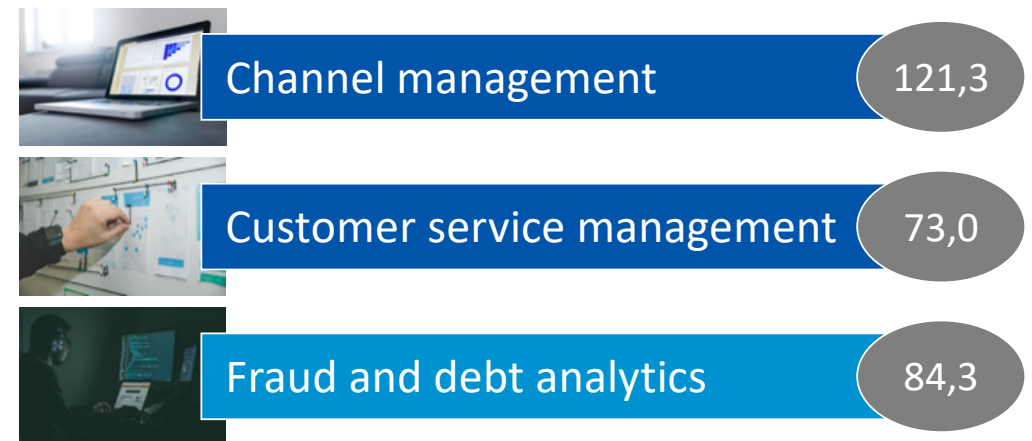 Channel management
121,3
Customer service management
73,0
Fraud and debt analytics
84,3